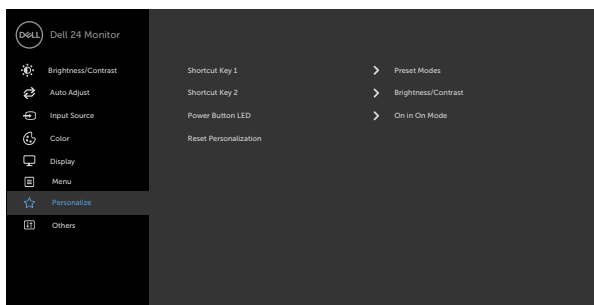 DELL Dell 24 Monitor
Brightness/Contrast
Auto Adjust
Input Source
Color
Display
Menu
Personalize
Others
Shortcut Key 1 Preset Modes
Shortcut Key 2 Brightness/Contrast
Power Button LED On in On Mode
Reset Personalization